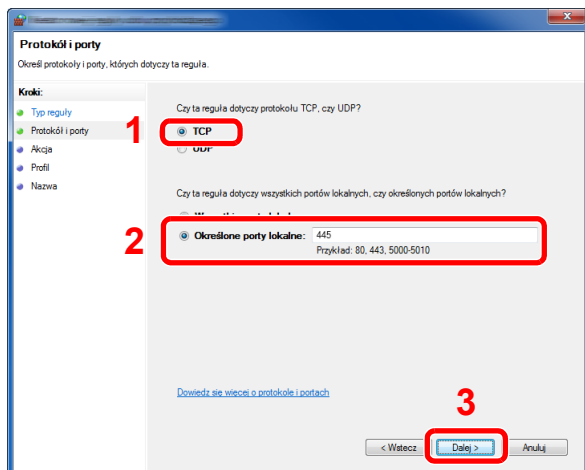 Protokół i porty
Określ protokoły i porty, których dotyczy ta reguła.
Kroki:
Typ reguły
Protokół i porty
Akcja
Profil
Nazwa
1
Czy ta reguła dotyczy protokołu TCP, czy UDP?
TCP
UDP
Czy ta reguła dotyczy wszystkich portów lokalnych, czy określonych portów lokalnych?
2
Określone porty lokalne: 445
Przykład: 80, 443, 5000-5010
Dowiedz się więcej o protokole i portach
3
< Wstecz Dalej > Anuluj